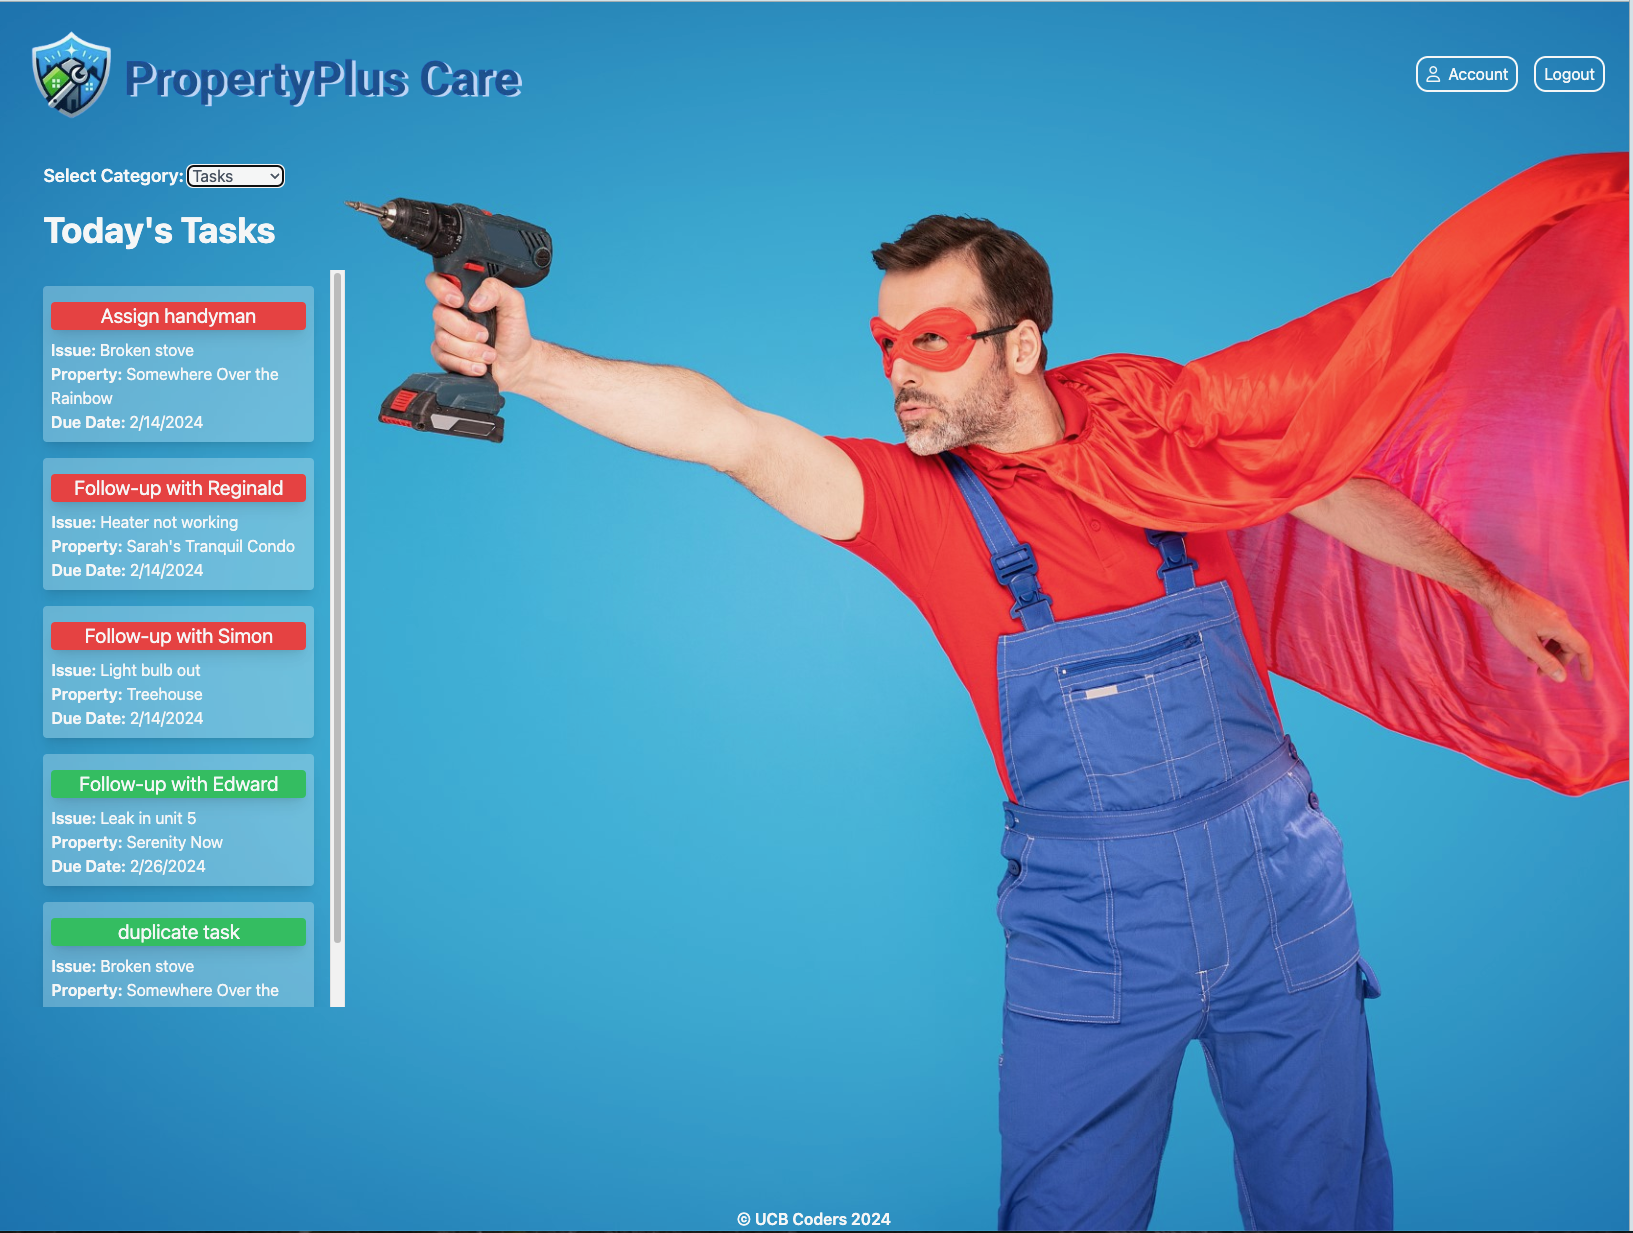 PropertyPlus Care
Account
Logout
Select Category: Tasks
Today's Tasks
Assign handyman
Issue: Broken stove
Property: Somewhere Over the
Rainbow
Due Date: 2/14/2024
Follow-up with Reginald
Issue: Heater not working
Property: Sarah's Tranquil Condo
Due Date: 2/14/2024
Follow-up with Simon
Issue: Light bulb out
Property: Treehouse
Due Date: 2/14/2024
Follow-up with Edward
Issue: Leak in unit 5
Property: Serenity Now
Due Date: 2/26/2024
duplicate task
Issue: Broken stove
Property: Somewhere Over the
© UCB Coders 2024